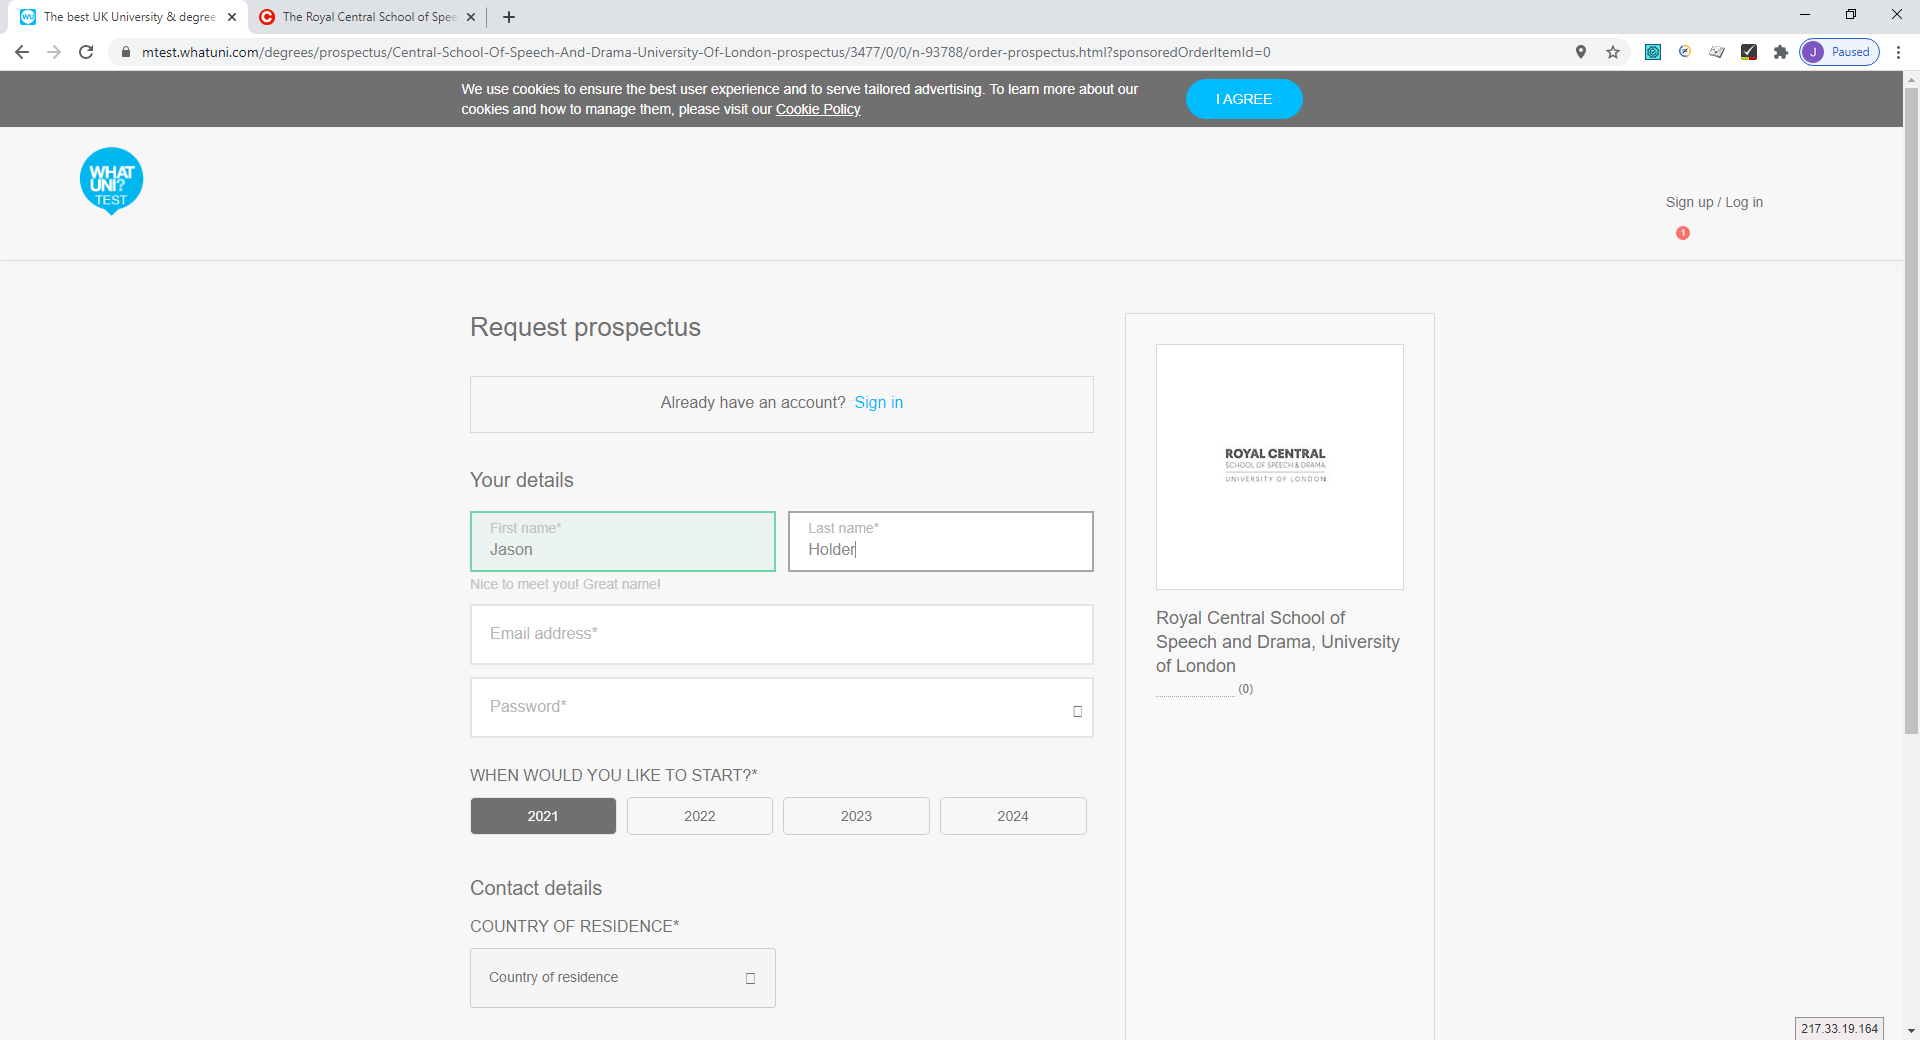 The best UK University & degree
The Royal Central School of Spee
mtest.whatuni.com/degrees/prospectus/Central-School-Of-Speech-And-Drama-University-Of-London-prospectus/3477/0/0/n-93788/order-prospectus.html?sponsoredOrderItemId=0
J Paused
We use cookies to ensure the best user experience and to serve tailored advertising. To learn more about our
cookies and how to manage them, please visit our Cookie Policy
I AGREE
WHAT
UNI?
TEST
Sign up / Log in
1
Request prospectus
Already have an account? Sign in
Your details
First name*
Jason
Last name*
Holder
Nice to meet you! Great name!
Email address*
Password*
WHEN WOULD YOU LIKE TO START?*
2021
2022
2023
2024
Contact details
COUNTRY OF RESIDENCE*
Country of residence
ROYAL CENTRAL
SCHOOL OF SPEECH & DRAMA
UNIVERSITY OF LONDON
Royal Central School of
Speech and Drama, University
of London
(0)
217.33.19.164